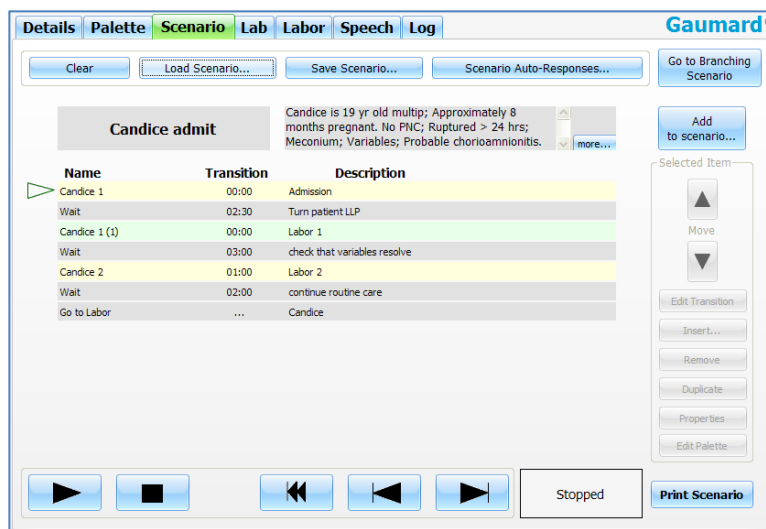 Details Palette Scenario Lab Labor Speech Log
Gaumard
Clear Load Scenario... Save Scenario... Scenario Auto-Responses...
Go to Branching
Scenario
Candice admit
Candice is 19 yr old multip; Approximately 8
months pregnant. No PNC; Ruptured > 24 hrs;
Meconium; Variables; Probable chorioamnionitis.
more...
Add
to scenario...
Name Transition Description
Candice 1 00:00 Admission
Wait 02:30 Turn patient LLP
Candice 1 (1) 00:00 Labor 1
Wait 03:00 check that variables resolve
Candice 2 01:00 Labor 2
Wait 02:00 continue routine care
Go to Labor ... Candice
Selected Item
Move
Edit Transition
Insert...
Remove
Duplicate
Properties
Edit Palette
Stopped
Print Scenario